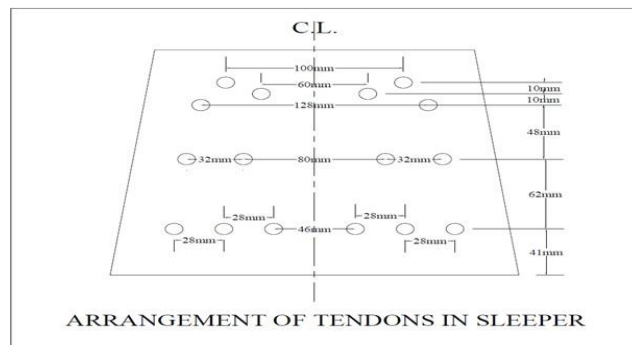 C.L.
100mm
60mm 10mm
128mm 10mm
48mm
32mm 80mm 32mm
62mm
28mm 28mm
46mm
28mm 28mm 41mm
ARRANGEMENT OF TENDONS IN SLEEPER